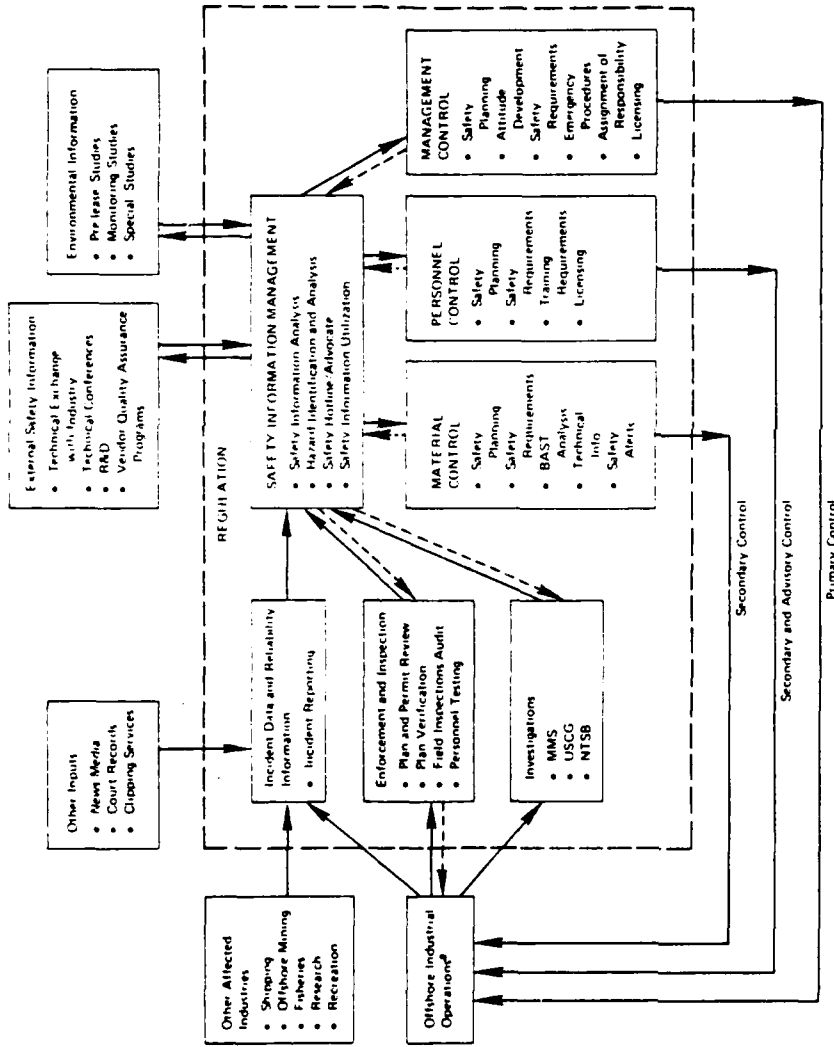 Environmental Information
• Prelease Studies
• Monitoring Studies
• Special Studies
External Safety Information
• Technical Exchange
with Industry
• Technical Conferences
• R&D
• Vendor Quality Assurance
Programs
Other Inputs
• News Media
• Court Records
• Clipping Services
Other Affected
Industries
• Shipping
• Offshore Mining
• Fisheries
• Research
• Recreation
Offshore Industrial
Operationsª
REGULATION
Incident Data and Reliability
Information
• Incident Reporting
Enforcement and Inspection
• Plan and Permit Review
• Plan Verification
• Field Inspections Audit
• Personnel Testing
Investigations
• MMS
• USCG
• NTSB
SAFETY INFORMATION MANAGEMENT
• Safety Information Analysis
• Hazard Identification and Analysis
• Safety Hotline/Advocate
• Safety Information Utilization
MATERIAL
CONTROL
• Safety
Planning
• Safety
Requirements
• BAST
Analysis
• Technical
Info
• Safety
Alerts
PERSONNEL
CONTROL
• Safety
Planning
• Safety
Requirements
• Training
Requirements
• Licensing
MANAGEMENT
CONTROL
• Safety
Planning
• Attitude
Development
• Safety
Requirements
• Emergency
Procedures
• Assignment of
Responsibility
• Licensing
Secondary Control
Secondary and Advisory Control
Primary Control